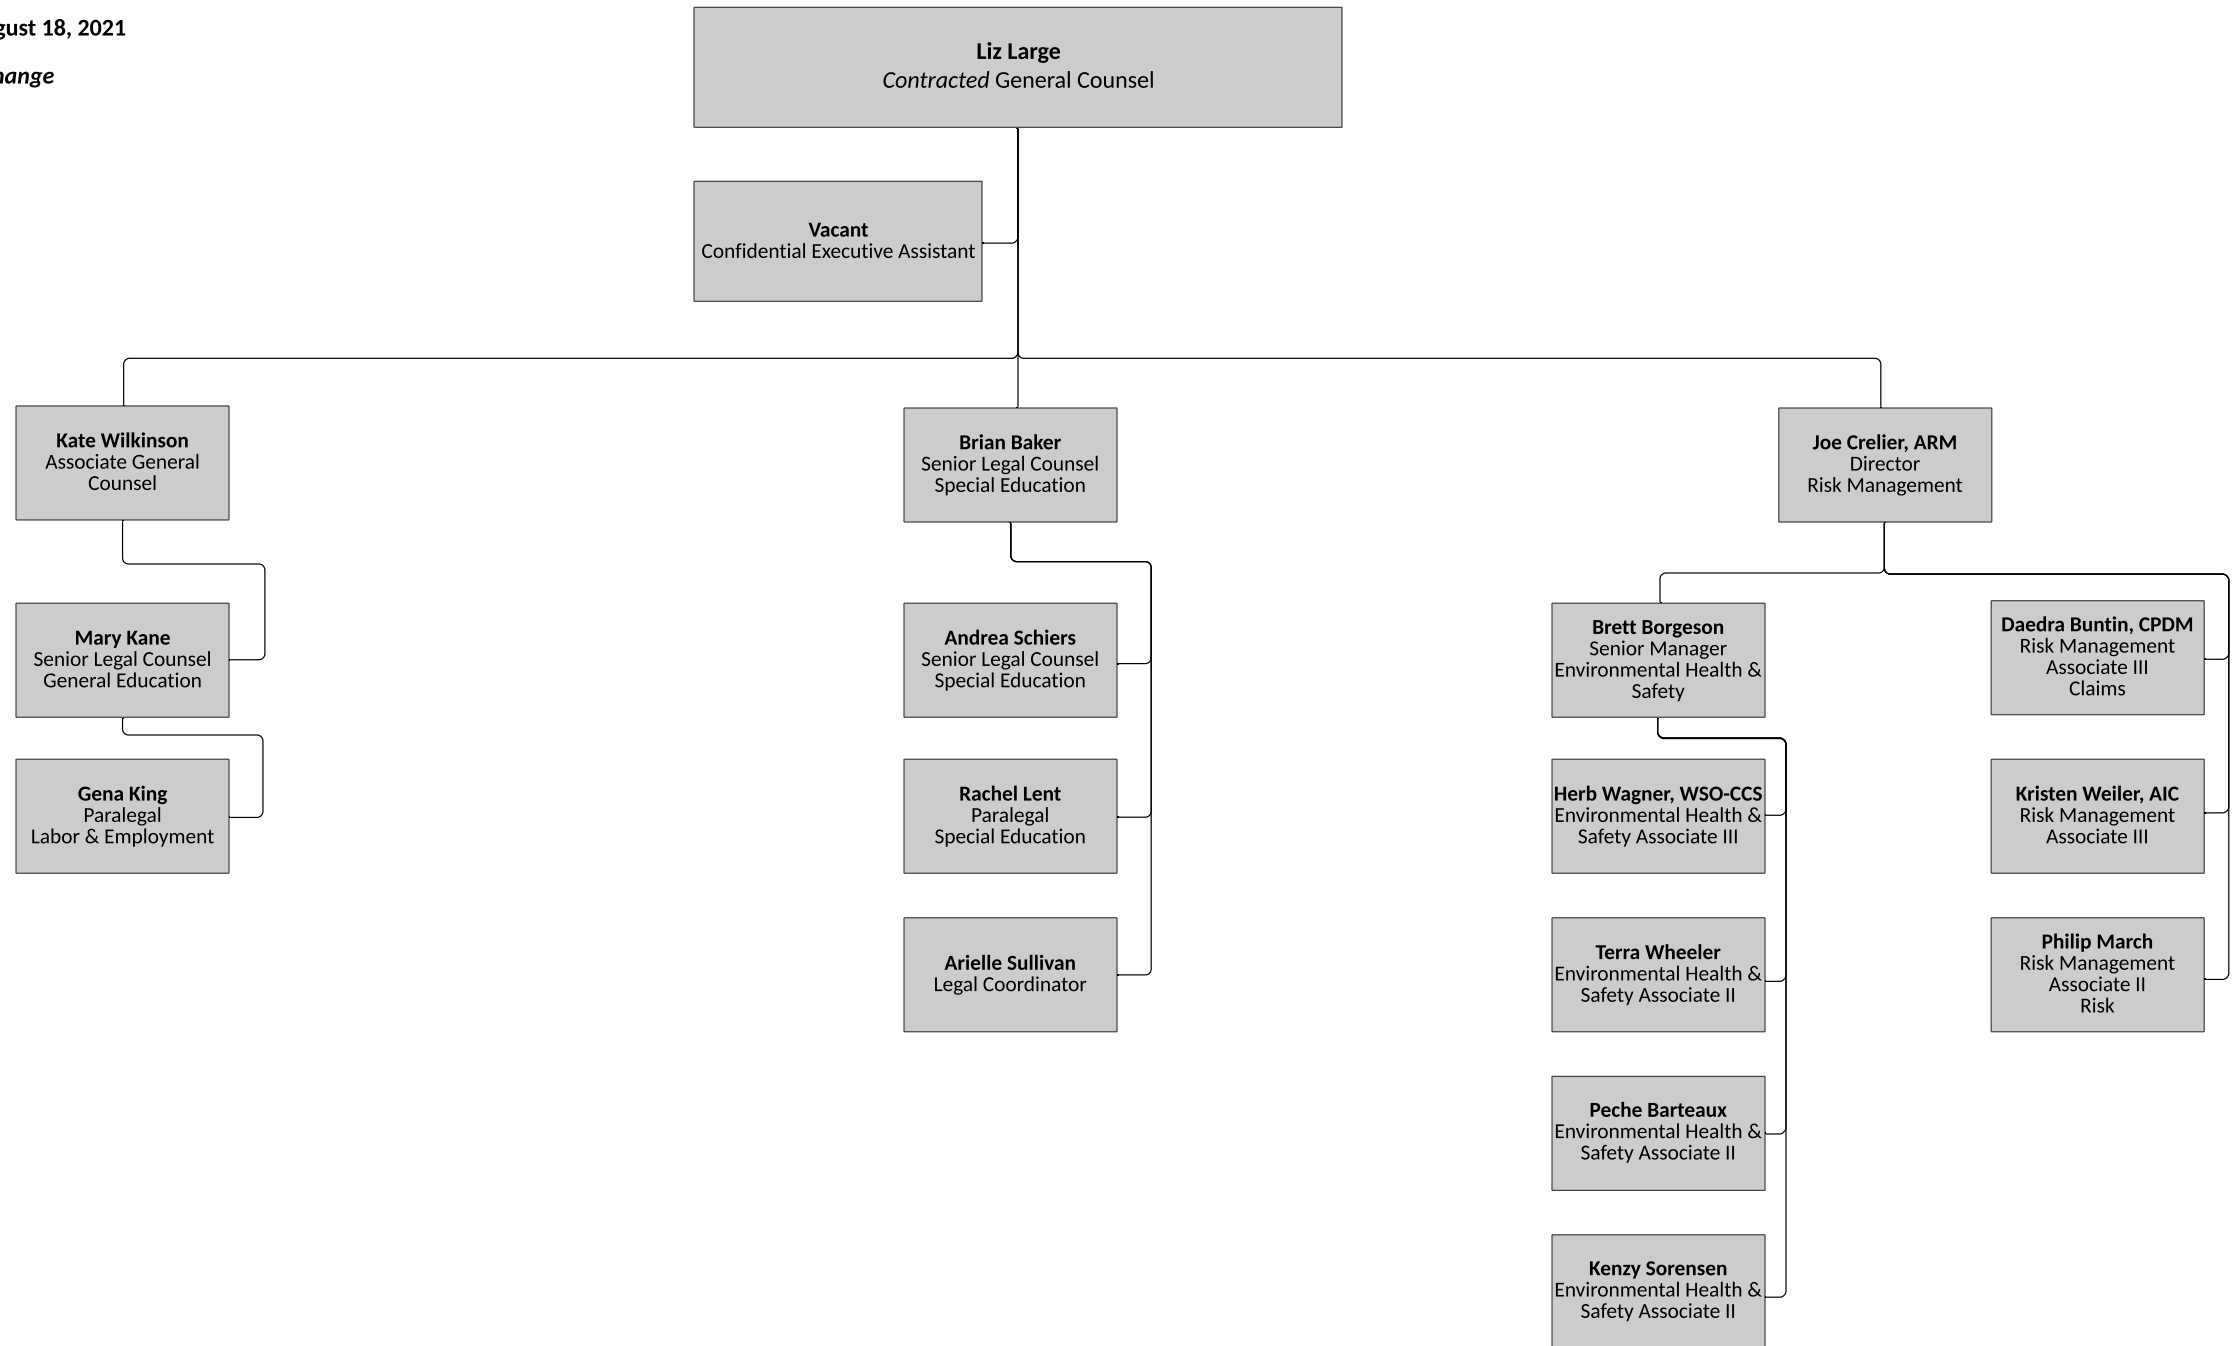 18, 2021
Liz Large
Contracted General Counsel
Vacant
Confidential Executive Assistant
Kate Wilkinson
Associate General
Counsel
Brian Baker
Senior Legal Counsel
Special Education
Joe Crelier, ARM
Director
Risk Management
Mary Kane
Senior Legal Counsel
General Education
Gena King
Paralegal
Labor & Employment
Andrea Schiers
Senior Legal Counsel
Special Education
Rachel Lent
Paralegal
Special Education
Arielle Sullivan
Legal Coordinator
Brett Borgeson
Senior Manager
Environmental Health &
Safety
Herb Wagner, WSO-CCS
Environmental Health &
Safety Associate III
Terra Wheeler
Environmental Health &
Safety Associate II
Peche Barteaux
Environmental Health &
Safety Associate II
Kenzy Sorensen
Environmental Health &
Safety Associate II
Daedra Buntin, CPDM
Risk Management
Associate III
Claims
Kristen Weiler, AIC
Risk Management
Associate III
Philip March
Risk Management
Associate II
Risk